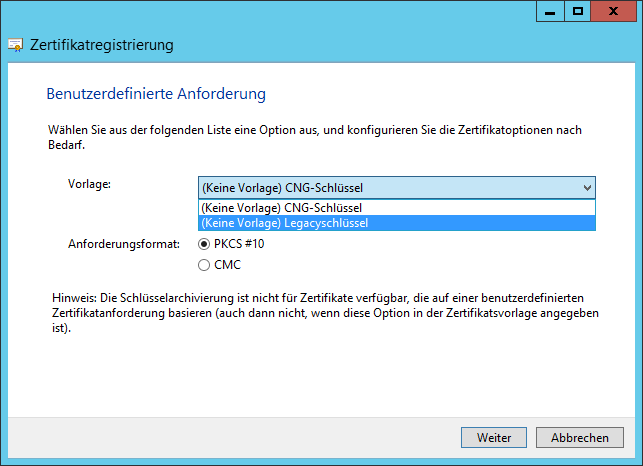 Zertifikatregistrierung
Benutzerdefinierte Anforderung
Wählen Sie aus der folgenden Liste eine Option aus, und konfigurieren Sie die Zertifikatoptionen nach
Bedarf.
Vorlage:
(Keine Vorlage) CNG-Schlüssel
(Keine Vorlage) CNG-Schlüssel
(Keine Vorlage) Legacyschlüssel
Anforderungsformat:
PKCS #10
CMC
Hinweis: Die Schlüsselarchivierung ist nicht für Zertifikate verfügbar, die auf einer benutzerdefinierten
Zertifikatanforderung basieren (auch dann nicht, wenn diese Option in der Zertifikatsvorlage angegeben
ist).
Weiter
Abbrechen